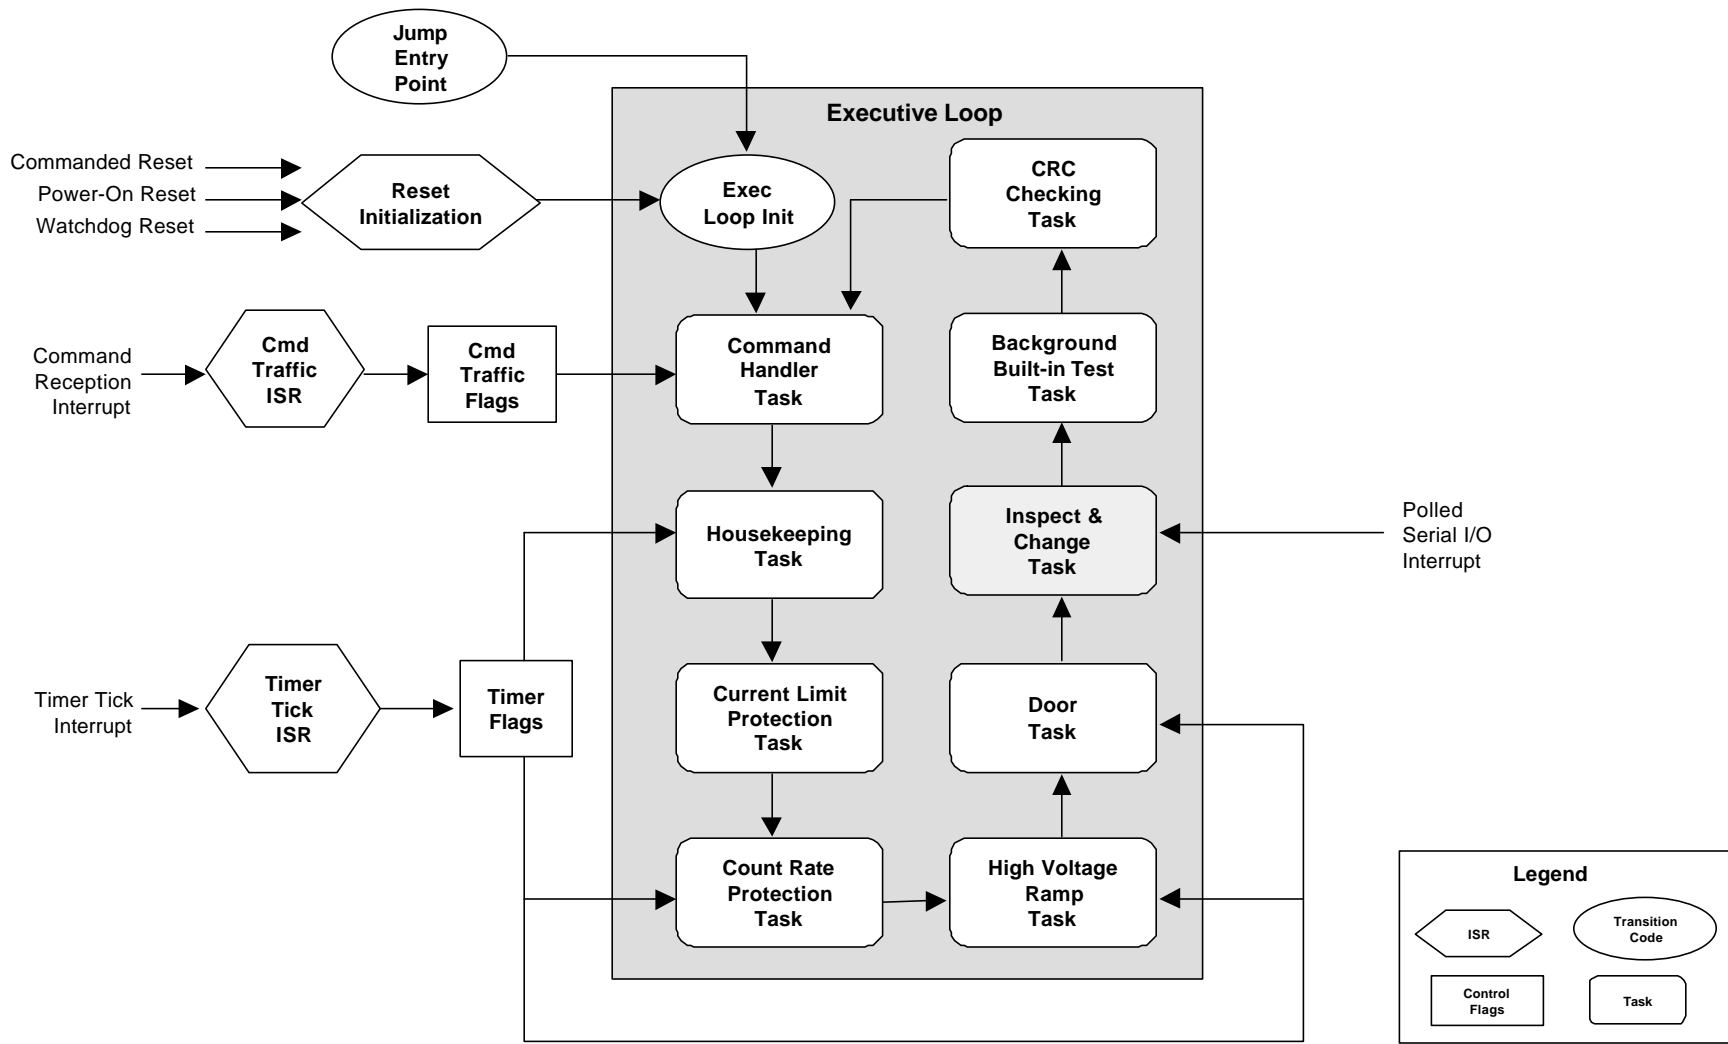 Jump
Entry
Point
Executive Loop
Commanded Reset
Power-On Reset
Watchdog Reset
Reset
Initialization
Exec
Loop Init
CRC
Checking
Task
Command
Reception
Interrupt
Cmd
Traffic
ISR
Cmd
Traffic
Flags
Command
Handler
Task
Background
Built-in Test
Task
Housekeeping
Task
Inspect &
Change
Task
Polled
Serial I/O
Interrupt
Timer Tick
Interrupt
Timer
Tick
ISR
Timer
Flags
Current Limit
Protection
Task
Door
Task
Count Rate
Protection
Task
High Voltage
Ramp
Task
Legend
ISR
Transition
Code
Control
Flags
Task